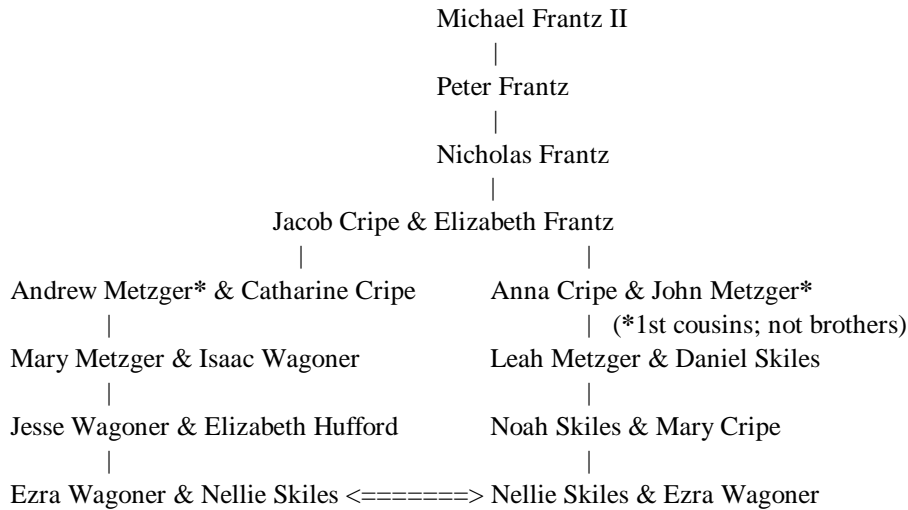 Michael Frantz II
|
Peter Frantz
|
Nicholas Frantz
|
Jacob Cripe & Elizabeth Frantz
| |
Andrew Metzger* & Catharine Cripe Anna Cripe & John Metzger*
| | (*1st cousins; not brothers)
Mary Metzger & Isaac Wagoner Leah Metzger & Daniel Skiles
| |
Jesse Wagoner & Elizabeth Hufford Noah Skiles & Mary Cripe
| |
Ezra Wagoner & Nellie Skiles <=======> Nellie Skiles & Ezra Wagoner